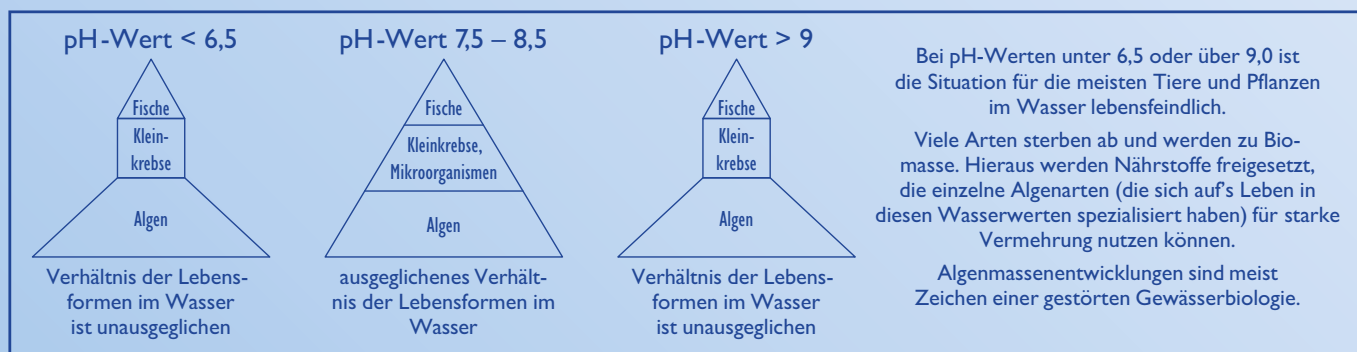 pH-Wert < 6,5
Fische
Klein-
krebse
Algen
Verhältnis der Lebens-
formen im Wasser
ist unausgeglichen
pH-Wert 7,5 – 8,5
Fische
Kleinkrebse,
Mikroorganismen
Algen
ausgeglichenes Verhält-
nis der Lebensformen im
Wasser
pH-Wert > 9
Fische
Klein-
krebse
Algen
Verhältnis der Lebens-
formen im Wasser
ist unausgeglichen
Bei pH-Werten unter 6,5 oder über 9,0 ist
die Situation für die meisten Tiere und Pflanzen
im Wasser lebensfeindlich.
Viele Arten sterben ab und werden zu Bio-
masse. Hieraus werden Nährstoffe freigesetzt,
die einzelne Algenarten (die sich auf's Leben in
diesen Wasserwerten spezialisiert haben) für starke
Vermehrung nutzen können.
Algenmassenentwicklungen sind meist
Zeichen einer gestörten Gewässerbiologie.